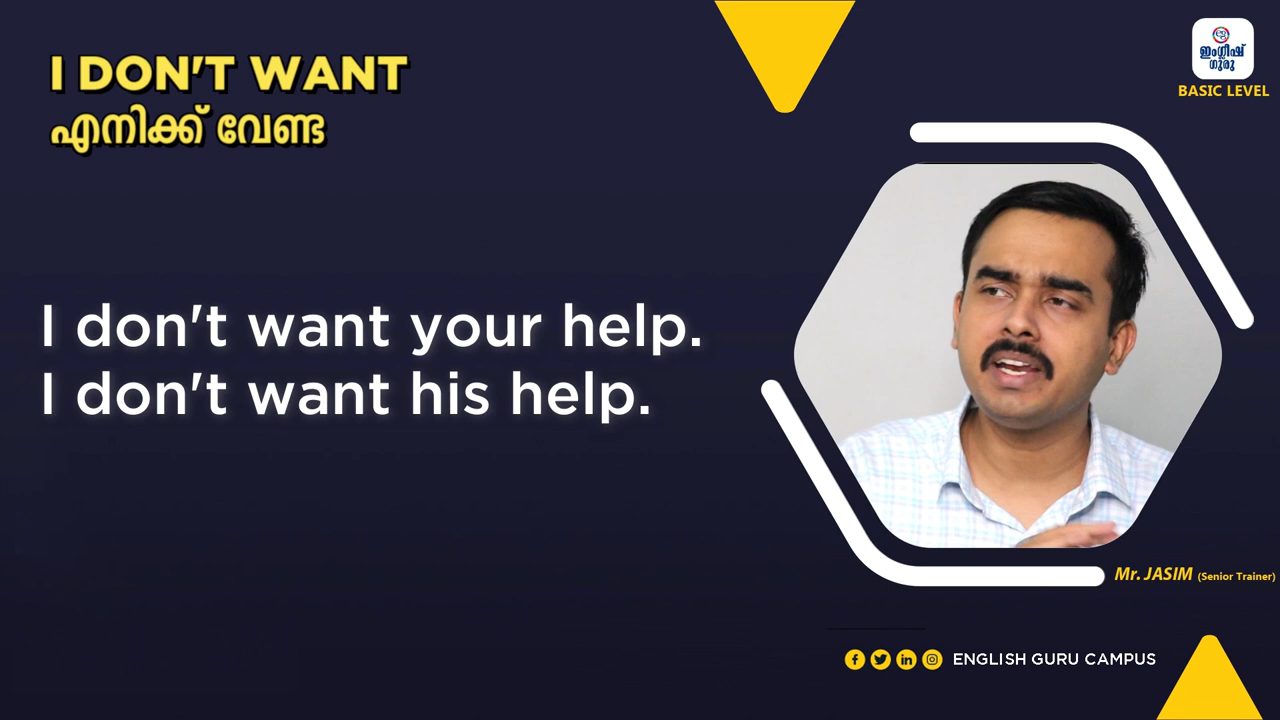 I DON'T WANT
എനിക്ക് വേണ്ട
ഇംഗ്ലീഷ്
ഗുരു
BASIC LEVEL
I don't want your help.
I don't want his help.
Mr. JASIM (Senior Trainer)
ENGLISH GURU CAMPUS